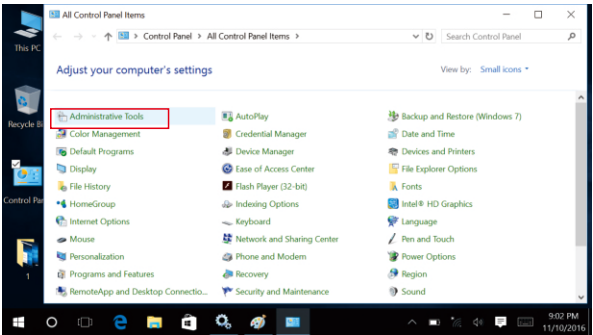 All Control Panel Items
Control Panel > All Control Panel Items >
Search Control Panel
This PC
Adjust your computer's settings
View by: Small icons
Administrative Tools
AutoPlay
Backup and Restore (Windows 7)
Recycle Bi
Color Management
Credential Manager
Date and Time
Default Programs
Device Manager
Devices and Printers
Display
Ease of Access Center
File Explorer Options
File History
Flash Player (32-bit)
Fonts
Control Pan
HomeGroup
Indexing Options
Intel® HD Graphics
Internet Options
Keyboard
Language
Mouse
Network and Sharing Center
Pen and Touch
Personalization
Phone and Modem
Power Options
1
Programs and Features
Recovery
Region
RemoteApp and Desktop Connectio...
Security and Maintenance
Sound
9:02 PM
11/10/2016